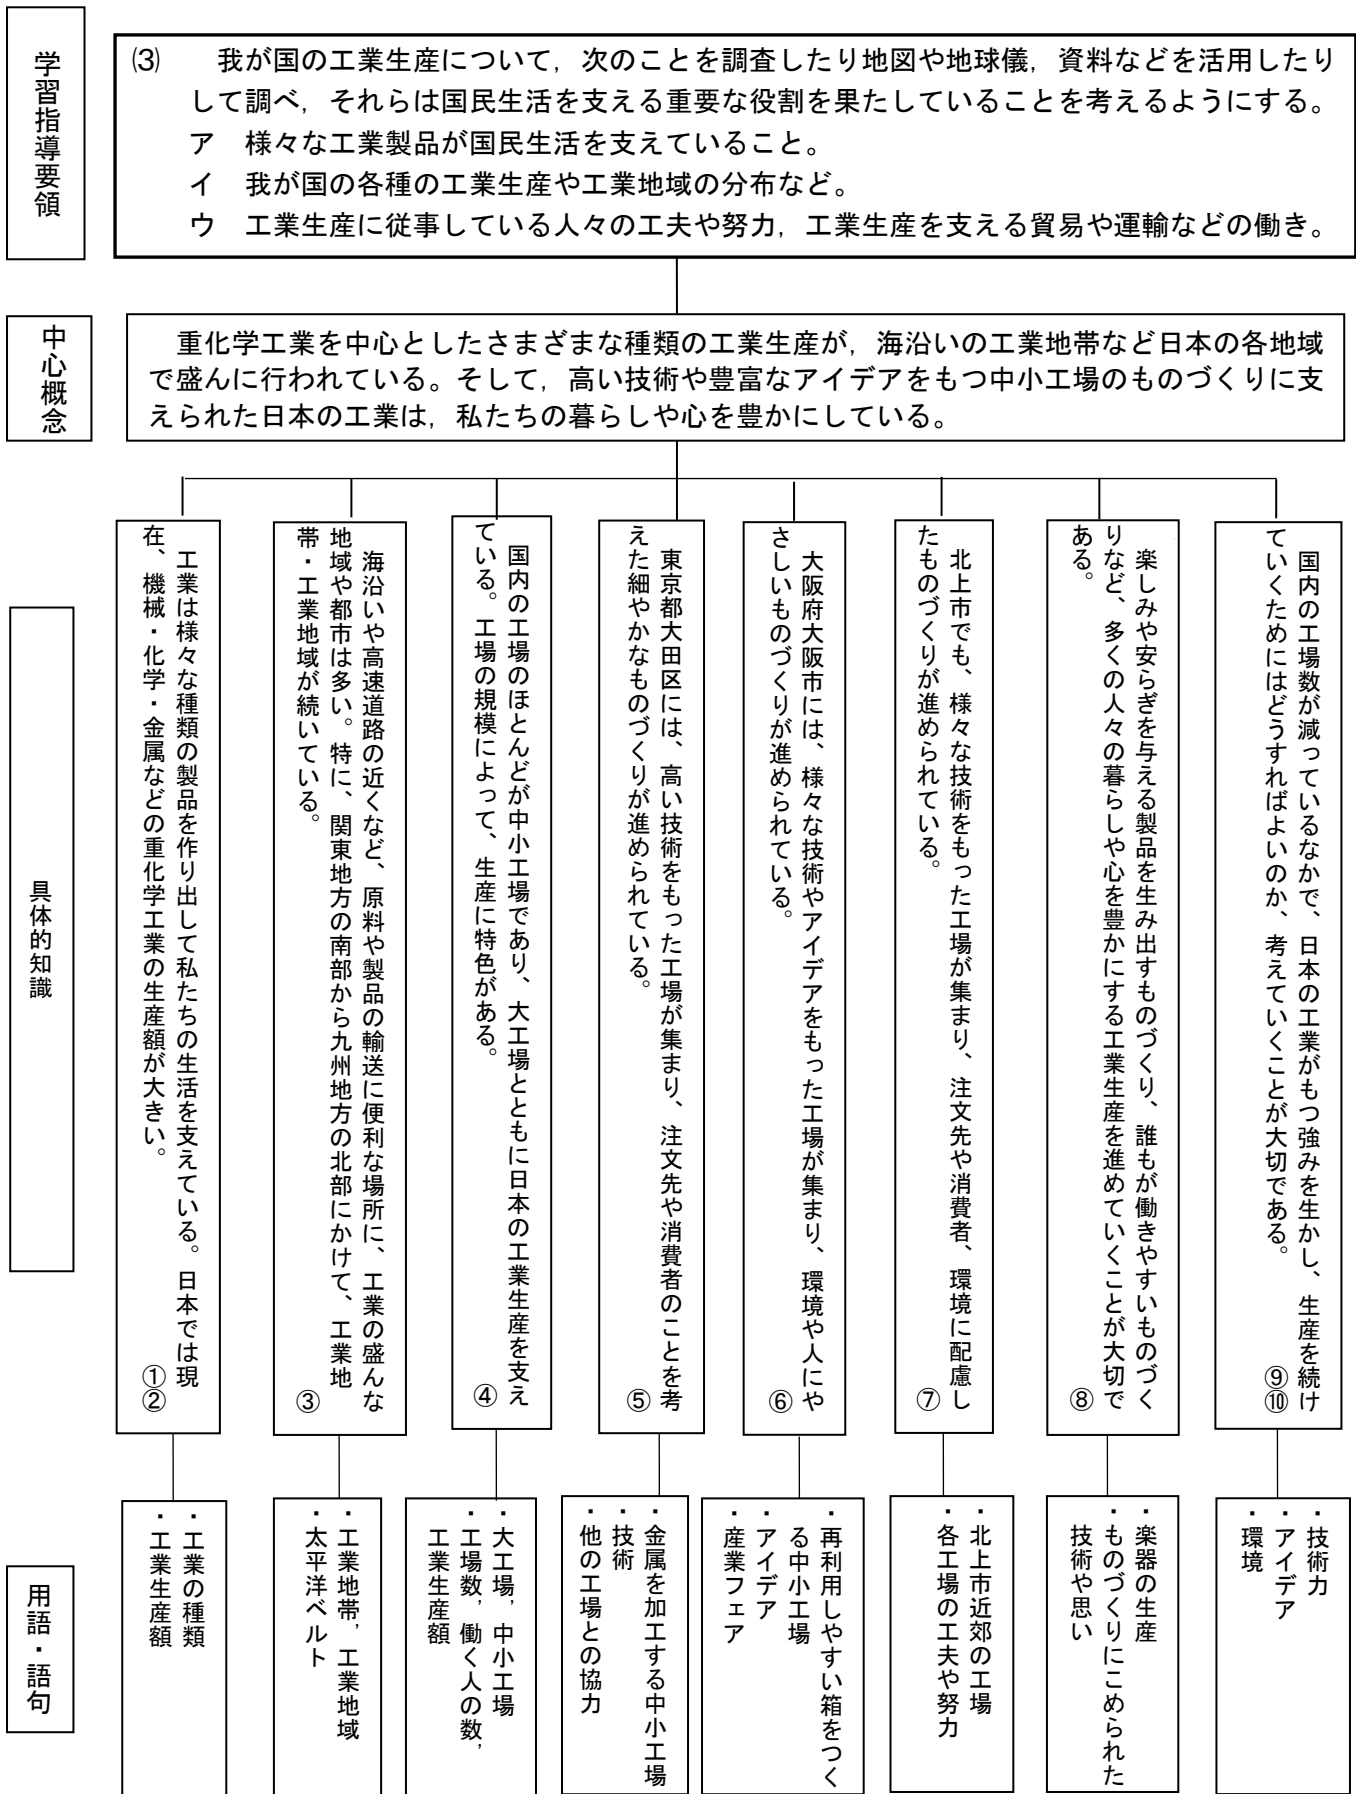 学習指導要領
⑶　我が国の工業生産について，次のことを調査したり地図や地球儀，資料などを活用したり
して調べ，それらは国民生活を支える重要な役割を果たしていることを考えるようにする。
ア　様々な工業製品が国民生活を支えていること。
イ　我が国の各種の工業生産や工業地域の分布など。
ウ　工業生産に従事している人々の工夫や努力，工業生産を支える貿易や運輸などの働き。
中心概念
重化学工業を中心としたさまざまな種類の工業生産が，海沿いの工業地帯など日本の各地域
で盛んに行われている。そして，高い技術や豊富なアイデアをもつ中小工場のものづくりに支
えられた日本の工業は，私たちの暮らしや心を豊かにしている。
具体的知識
工業は様々な種類の製品を作り出して私たちの生活を支えている。日本では現
在、機械・化学・金属などの重化学工業の生産額が大きい。
①②
海沿いや高速道路の近くなど、原料や製品の輸送に便利な場所に、工業の盛んな
地域や都市は多い。特に、関東地方の南部から九州地方の北部にかけて、工業地
帯・工業地域が続いている。
③
国内の工場のほとんどが中小工場であり、大工場とともに日本の工業生産を支え
ている。工場の規模によって、生産に特色がある。
④
東京都大田区には、高い技術をもった工場が集まり、注文先や消費者のことを考
えた細やかなものづくりが進められている。
⑤
大阪府大阪市には、様々な技術やアイデアをもった工場が集まり、環境や人にや
さしいものづくりが進められている。
⑥
北上市でも、様々な技術をもった工場が集まり、注文先や消費者、環境に配慮し
たものづくりが進められている。
⑦
楽しみや安らぎを与える製品を生み出すものづくり、誰もが働きやすいものづく
りなど、多くの人々の暮らしや心を豊かにする工業生産を進めていくことが大切で
ある。
⑧
国内の工場数が減っているなかで、日本の工業がもつ強みを生かし、生産を続け
ていくためにはどうすればよいのか、考えていくことが大切である。
⑨⑩
用語・語句
・工業の種類
・工業生産額
・工業地帯，工業地域
・太平洋ベルト
・大工場，中小工場
・工場数，働く人の数，
工業生産額
・金属を加工する中小工場
・技術
・他の工場との協力
・再利用しやすい箱をつく
る中小工場
・アイデア
・産業フェア
・北上市近郊の工場
・各工場の工夫や努力
・楽器の生産
・ものづくりにこめられた
技術や思い
・技術力
・アイデア
・環境